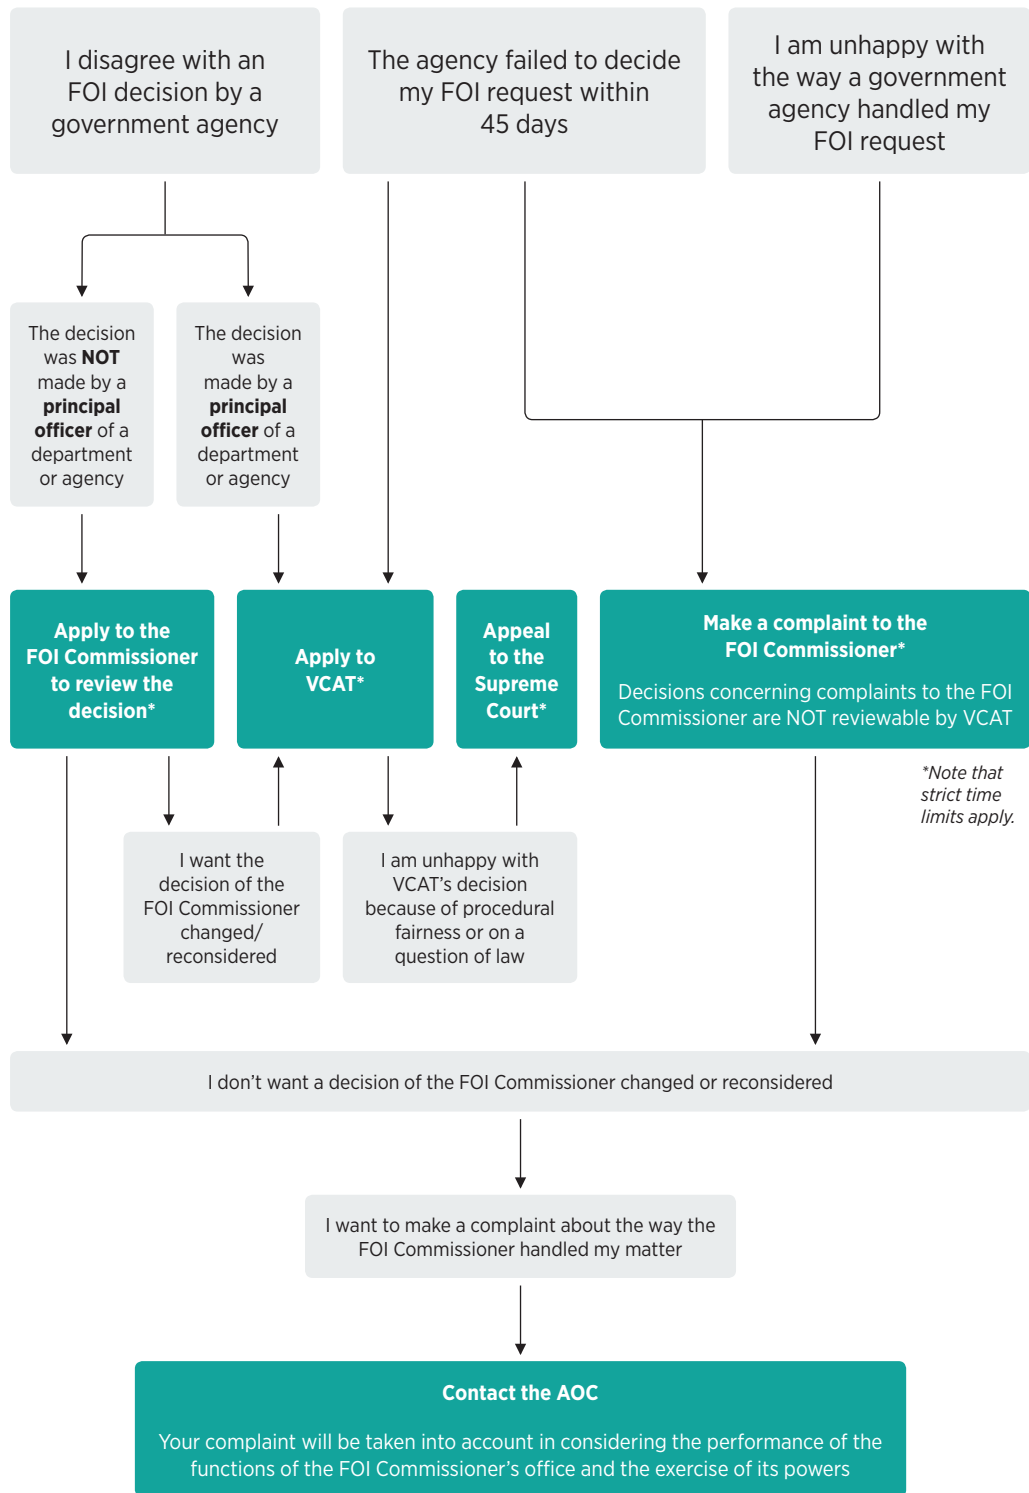 I disagree with an
FOI decision by a
government agency
The agency failed to decide
my FOI request within
45 days
I am unhappy with
the way a government
agency handled my
FOI request
The decision
was NOT
made by a
principal
officer of a
department
or agency
The decision
was
made by a
principal
officer of a
department
or agency
Apply to the
FOI Commissioner
to review the
decision*
Apply to
VCAT*
Appeal
to the
Supreme
Court*
Make a complaint to the
FOI Commissioner*
Decisions concerning complaints to the FOI
Commissioner are NOT reviewable by VCAT
*Note that
strict time
limits apply.
I want the
decision of the
FOI Commissioner
changed/
reconsidered
I am unhappy with
VCAT’s decision
because of procedural
fairness or on a
question of law
I don’t want a decision of the FOI Commissioner changed or reconsidered
I want to make a complaint about the way the
FOI Commissioner handled my matter
Contact the AOC
Your complaint will be taken into account in considering the performance of the
functions of the FOI Commissioner’s office and the exercise of its powers